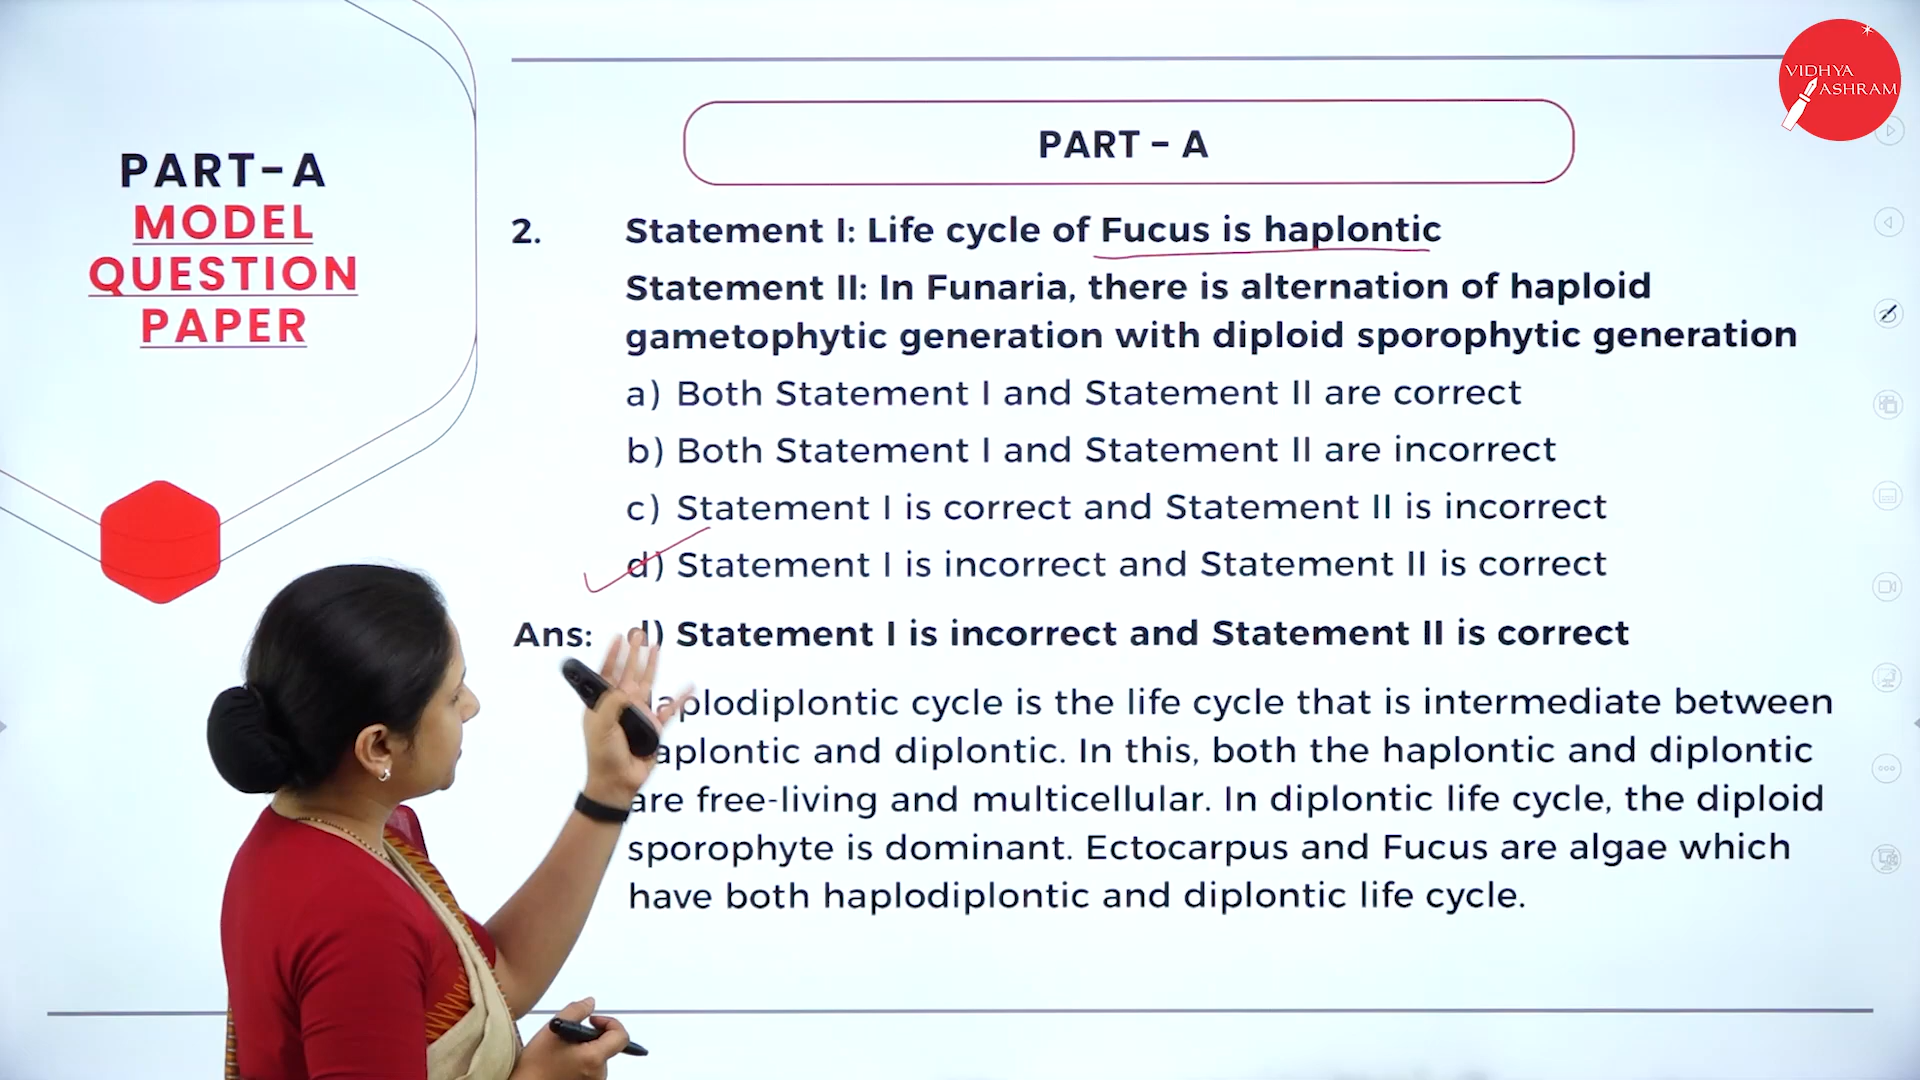 VIDHYA
ASHRAM
PART-A
MODEL
QUESTION
PAPER
PART - A
2. Statement I: Life cycle of Fucus is haplontic
Statement II: In Funaria, there is alternation of haploid
gametophytic generation with diploid sporophytic generation
a) Both Statement I and Statement II are correct
b) Both Statement I and Statement II are incorrect
c) Statement I is correct and Statement II is incorrect
d) Statement I is incorrect and Statement II is correct
Ans: d) Statement I is incorrect and Statement II is correct
aplodiplontic cycle is the life cycle that is intermediate between
aplontic and diplontic. In this, both the haplontic and diplontic
are free-living and multicellular. In diplontic life cycle, the diploid
sporophyte is dominant. Ectocarpus and Fucus are algae which
have both haplodiplontic and diplontic life cycle.